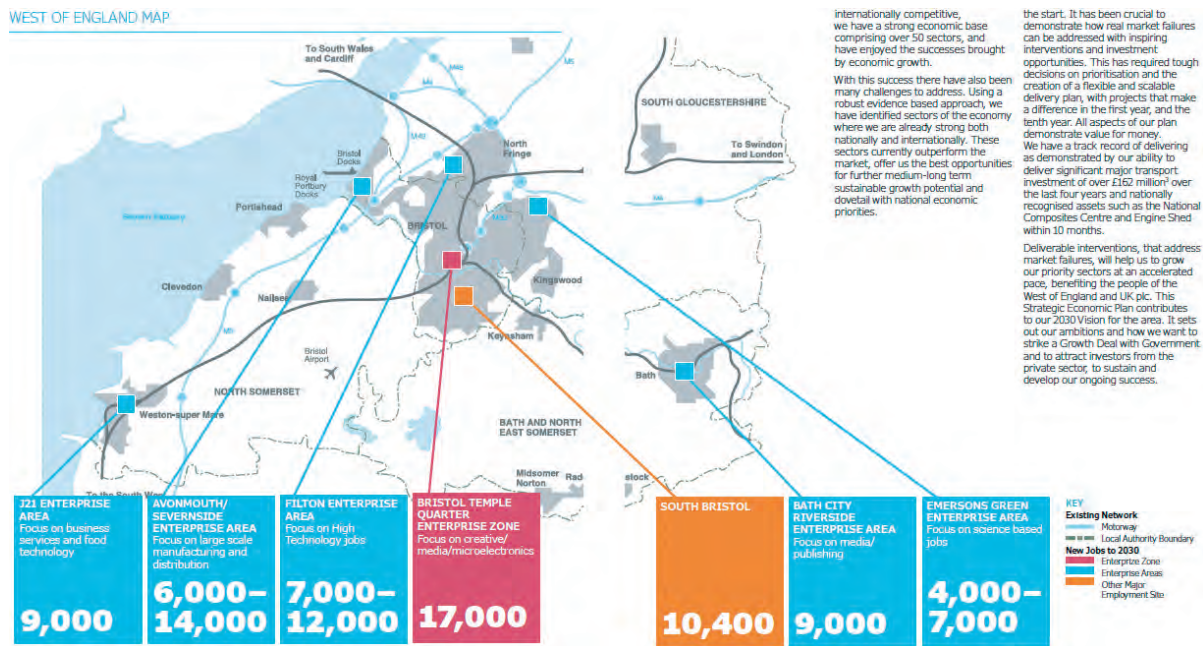 WEST OF ENGLAND MAP
To South Wales
and Cardiff
M48
M4
M5
M49
SOUTH GLOUCESTERSHIRE
North
Fringe
To Swindon
and London
Bristol
Docks
Royal
Portbury
Docks
M4
M32
Severn Estuary
Portishead
BRISTOL
Clevedon
Nailsea
Kingswood
M5
Keynsham
Bristol
Airport
Bath
NORTH SOMERSET
Weston-super Mare
BATH AND NORTH
EAST SOMERSET
Midsomer
Norton
Rad
stock
To the South We
internationally competitive,
we have a strong economic base
comprising over 50 sectors, and
have enjoyed the successes brought
by economic growth.
With this success there have also been
many challenges to address. Using a
robust evidence based approach, we
have identified sectors of the economy
where we are already strong both
nationally and internationally. These
sectors currently outperform the
market, offer us the best opportunities
for further medium-long term
sustainable growth potential and
dovetail with national economic
priorities.
the start. It has been crucial to
demonstrate how real market failures
can be addressed with inspiring
interventions and investment
opportunities. This has required tough
decisions on prioritisation and the
creation of a flexible and scalable
delivery plan, with projects that make
a difference in the first year, and the
tenth year. All aspects of our plan
demonstrate value for money.
We have a track record of delivering
as demonstrated by our ability to
deliver significant major transport
investment of over £162 million³ over
the last four years and nationally
recognised assets such as the National
Composites Centre and Engine Shed
within 10 months.
Deliverable interventions, that address
market failures, will help us to grow
our priority sectors at an accelerated
pace, benefiting the people of the
West of England and UK plc. This
Strategic Economic Plan contributes
to our 2030 Vision for the area. It sets
out our ambitions and how we want to
strike a Growth Deal with Government
and to attract investors from the
private sector, to sustain and
develop our ongoing success.
J21 ENTERPRISE
AREA
Focus on business
services and food
technology
9,000
AVONMOUTH/
SEVERNSIDE
ENTERPRISE AREA
Focus on large scale
manufacturing and
distribution
6,000–
14,000
FILTON ENTERPRISE
AREA
Focus on High
Technology jobs
7,000–
12,000
BRISTOL TEMPLE
QUARTER
ENTERPRISE ZONE
Focus on creative/
media/microelectronics
17,000
SOUTH BRISTOL
10,400
BATH CITY
RIVERSIDE
ENTERPRISE AREA
Focus on media/
publishing
9,000
EMERSONS GREEN
ENTERPRISE AREA
Focus on science based
jobs
4,000–
7,000
KEY
Existing Network
Motorway
Local Authority Boundary
New Jobs to 2030
Enterprize Zone
Enterprise Areas
Other Major
Employment Site